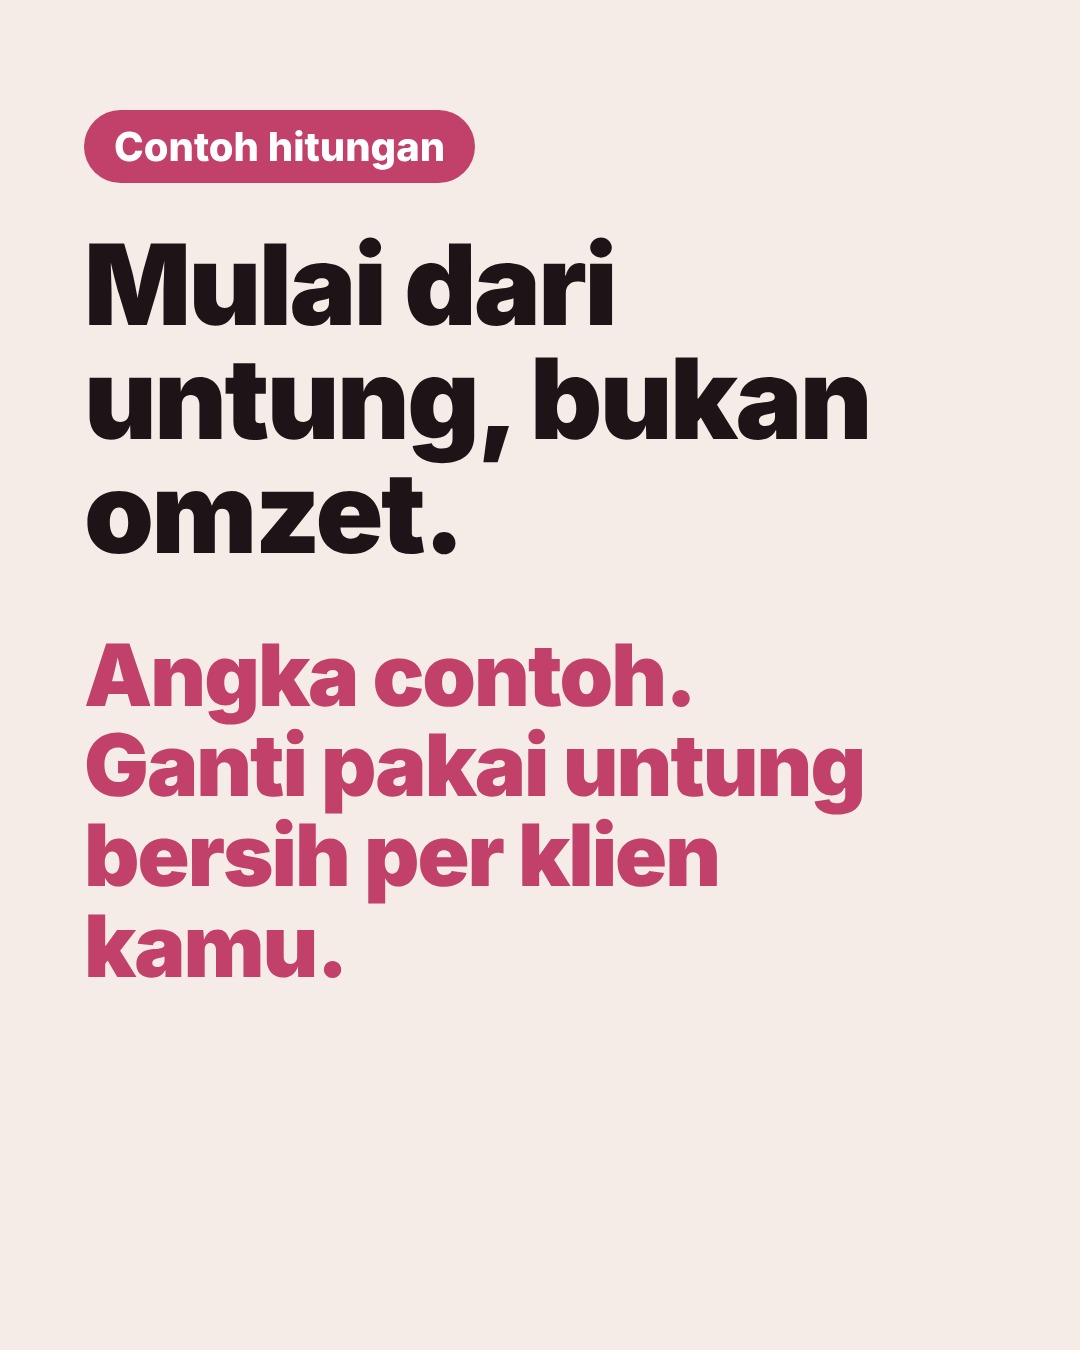 Contoh hitungan
Mulai dari
untung, bukan
omzet.
Angka contoh.
Ganti pakai untung
bersih per klien
kamu.